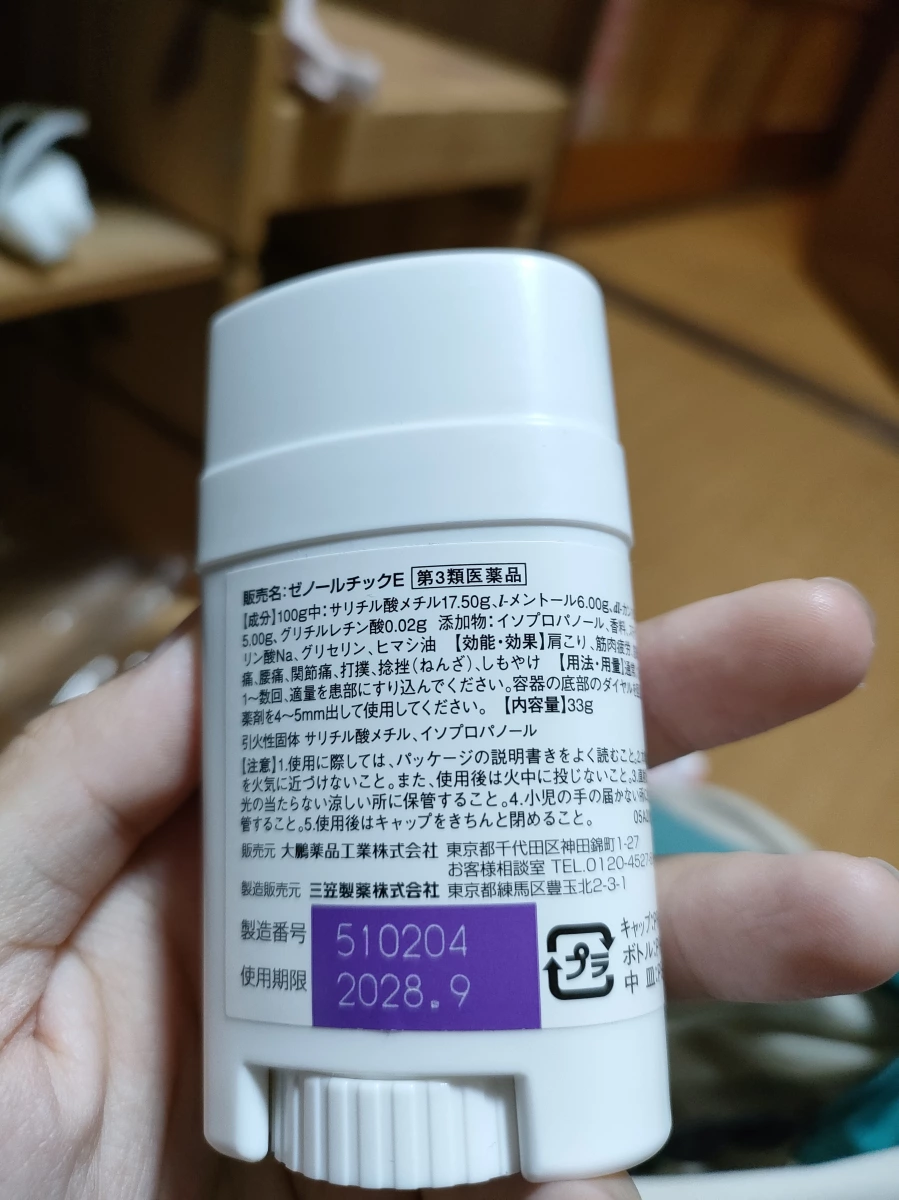 販売名:ゼノールチックE 第3類医薬品
【成分】100g中:サリチル酸メチル17.50g、l-メントール6.00g、dl-カン
5.00g、グリチルレチン酸0.02g 添加物:イソプロパノール、香料、
リン酸Na、グリセリン、ヒマシ油 【効能・効果】肩こり、筋肉疲労、
痛、腰痛、関節痛、打撲、捻挫(ねんざ)、しもやけ 【用法・用量】通常、
1〜数回、適量を患部にすり込んでください。容器の底部のダイヤルを
薬剤を4〜5mm出して使用してください。 【内容量】33g
引火性固体 サリチル酸メチル、イソプロパノール
【注意】1.使用に際しては、パッケージの説明書きをよく読むこと。2.
を火気に近づけないこと。また、使用後は火中に投じないこと。3.直射
光の当たらない涼しい所に保管すること。4.小児の手の届かない所に
管すること。5.使用後はキャップをきちんと閉めること。
販売元 大鵬薬品工業株式会社 東京都千代田区神田錦町1-27
お客様相談室 TEL.0120-4527-
製造販売元 三笠製薬株式会社 東京都練馬区豊玉北2-3-1
製造番号 510204
使用期限 2028.9
プラ
キャップ:P
ボトル:P
中 皿:P